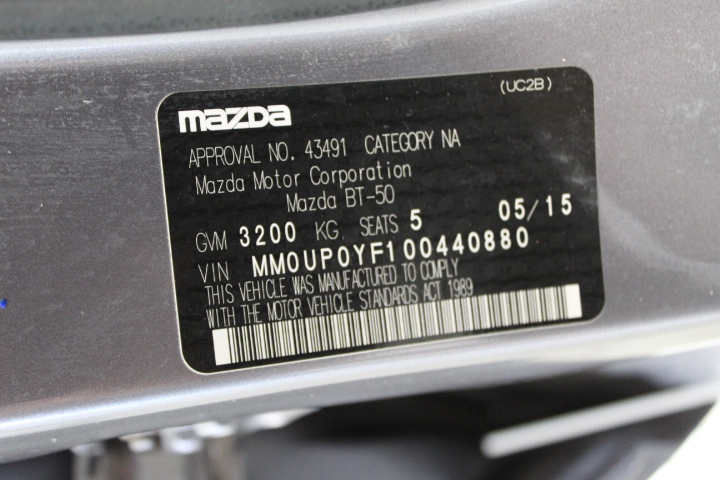 (UC2B)
mazda
APPROVAL NO. 43491 CATEGORY NA
Mazda Motor Corporation
Mazda BT-50
GVM 3200 KG. SEATS 5 05/15
VIN MM0UP0YF100440880
THIS VEHICLE WAS MANUFACTURED TO COMPLY
WITH THE MOTOR VEHICLE STANDARDS ACT 1989